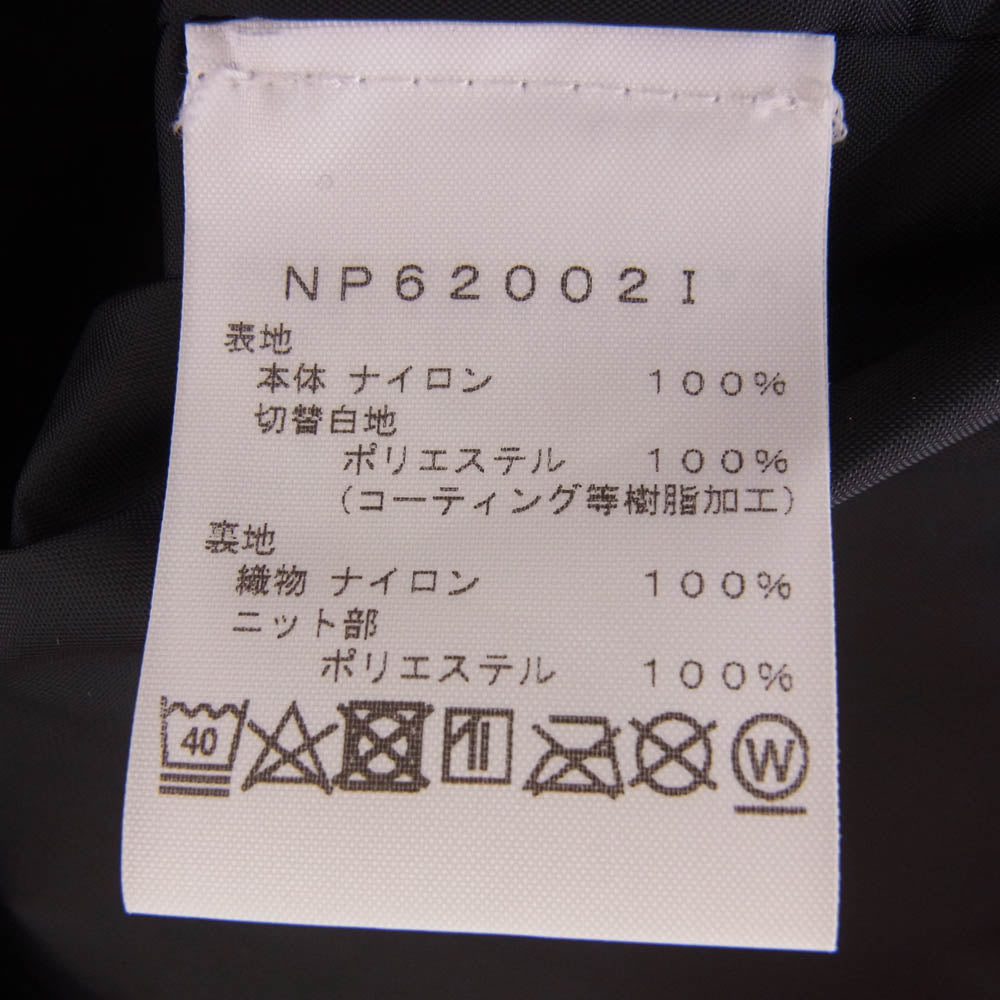 NP62002I
表地
本体 ナイロン 100%
切替白地
ポリエステル 100%
(コーティング等樹脂加工)
裏地
織物 ナイロン 100%
ニット部
ポリエステル 100%
40
W